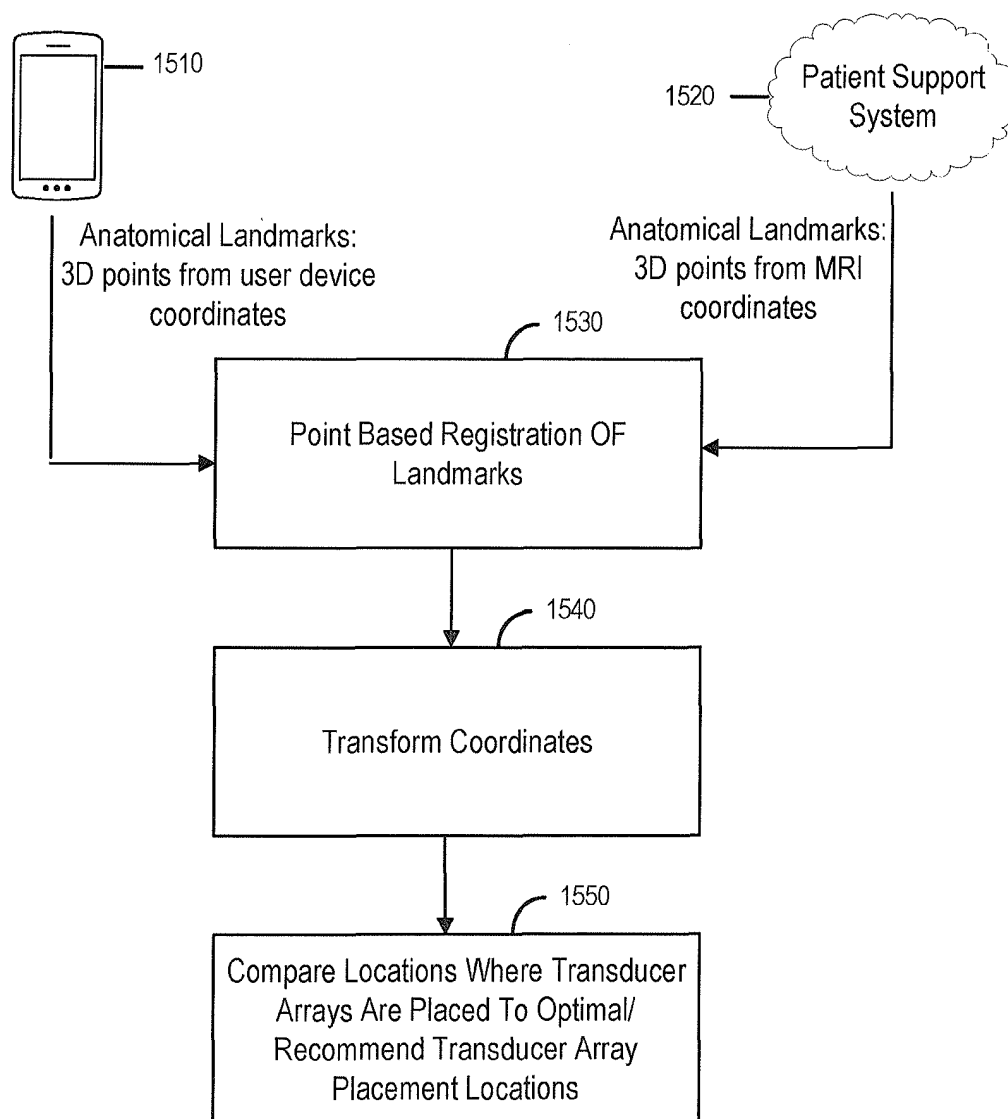 1510
1520
Patient Support
System
Anatomical Landmarks:
3D points from user device
coordinates
Anatomical Landmarks:
3D points from MRI
coordinates
1530
Point Based Registration OF
Landmarks
1540
Transform Coordinates
1550
Compare Locations Where Transducer
Arrays Are Placed To Optimal/
Recommend Transducer Array
Placement Locations